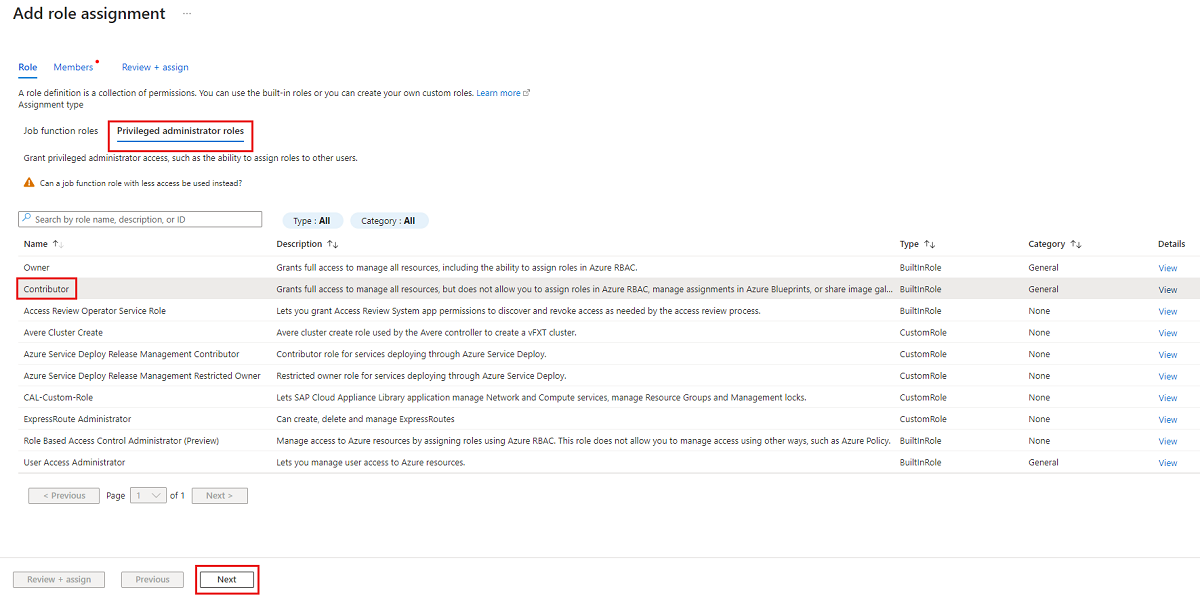 Add role assignment ...
Role Members Review + assign
A role definition is a collection of permissions. You can use the built-in roles or you can create your own custom roles. Learn more
Assignment type
Job function roles Privileged administrator roles
Grant privileged administrator access, such as the ability to assign roles to other users.
Can a job function role with less access be used instead?
Search by role name, description, or ID Type : All Category : All
Name ↑↓ Description ↑↓ Type ↑↓ Category ↑↓ Details
Owner Grants full access to manage all resources, including the ability to assign roles in Azure RBAC. BuiltInRole General View
Contributor Grants full access to manage all resources, but does not allow you to assign roles in Azure RBAC, manage assignments in Azure Blueprints, or share image gal... BuiltInRole General View
Access Review Operator Service Role Lets you grant Access Review System app permissions to discover and revoke access as needed by the access review process. BuiltInRole None View
Avere Cluster Create Avere cluster create role used by the Avere controller to create a vFXT cluster. CustomRole None View
Azure Service Deploy Release Management Contributor Contributor role for services deploying through Azure Service Deploy. CustomRole None View
Azure Service Deploy Release Management Restricted Owner Restricted owner role for services deploying through Azure Service Deploy. CustomRole None View
CAL-Custom-Role Lets SAP Cloud Appliance Library application manage Network and Compute services, manage Resource Groups and Management locks. CustomRole None View
ExpressRoute Administrator Can create, delete and manage ExpressRoutes CustomRole None View
Role Based Access Control Administrator (Preview) Manage access to Azure resources by assigning roles using Azure RBAC. This role does not allow you to manage access using other ways, such as Azure Policy. BuiltInRole None View
User Access Administrator Lets you manage user access to Azure resources. BuiltInRole General View
< Previous Page 1 of 1 Next >
Review + assign Previous Next